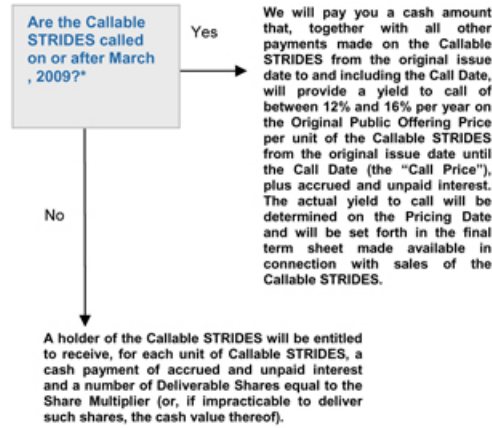 Are the Callable
STRIDES called
on or after March
, 2009?*
Yes
We will pay you a cash amount
that, together with all other
payments made on the Callable
STRIDES from the original issue
date to and including the Call Date,
will provide a yield to call of
between 12% and 16% per year on
the Original Public Offering Price
per unit of the Callable STRIDES
from the original issue date until
the Call Date (the “Call Price”),
plus accrued and unpaid interest.
The actual yield to call will be
determined on the Pricing Date
and will be set forth in the final
term sheet made available in
connection with sales of the
Callable STRIDES.
No
A holder of the Callable STRIDES will be entitled
to receive, for each unit of Callable STRIDES, a
cash payment of accrued and unpaid interest
and a number of Deliverable Shares equal to the
Share Multiplier (or, if impracticable to deliver
such shares, the cash value thereof).